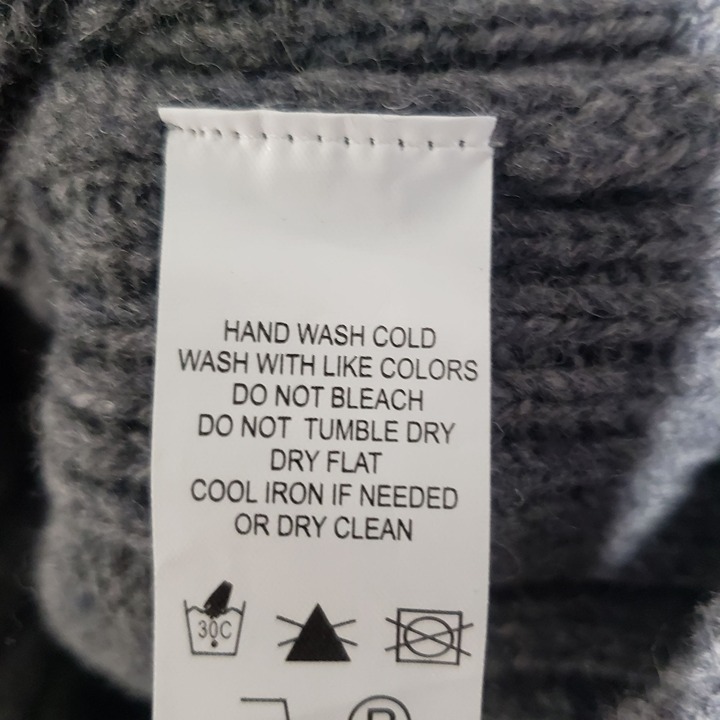 HAND WASH COLD
WASH WITH LIKE COLORS
DO NOT BLEACH
DO NOT TUMBLE DRY
DRY FLAT
COOL IRON IF NEEDED
OR DRY CLEAN
30C
P